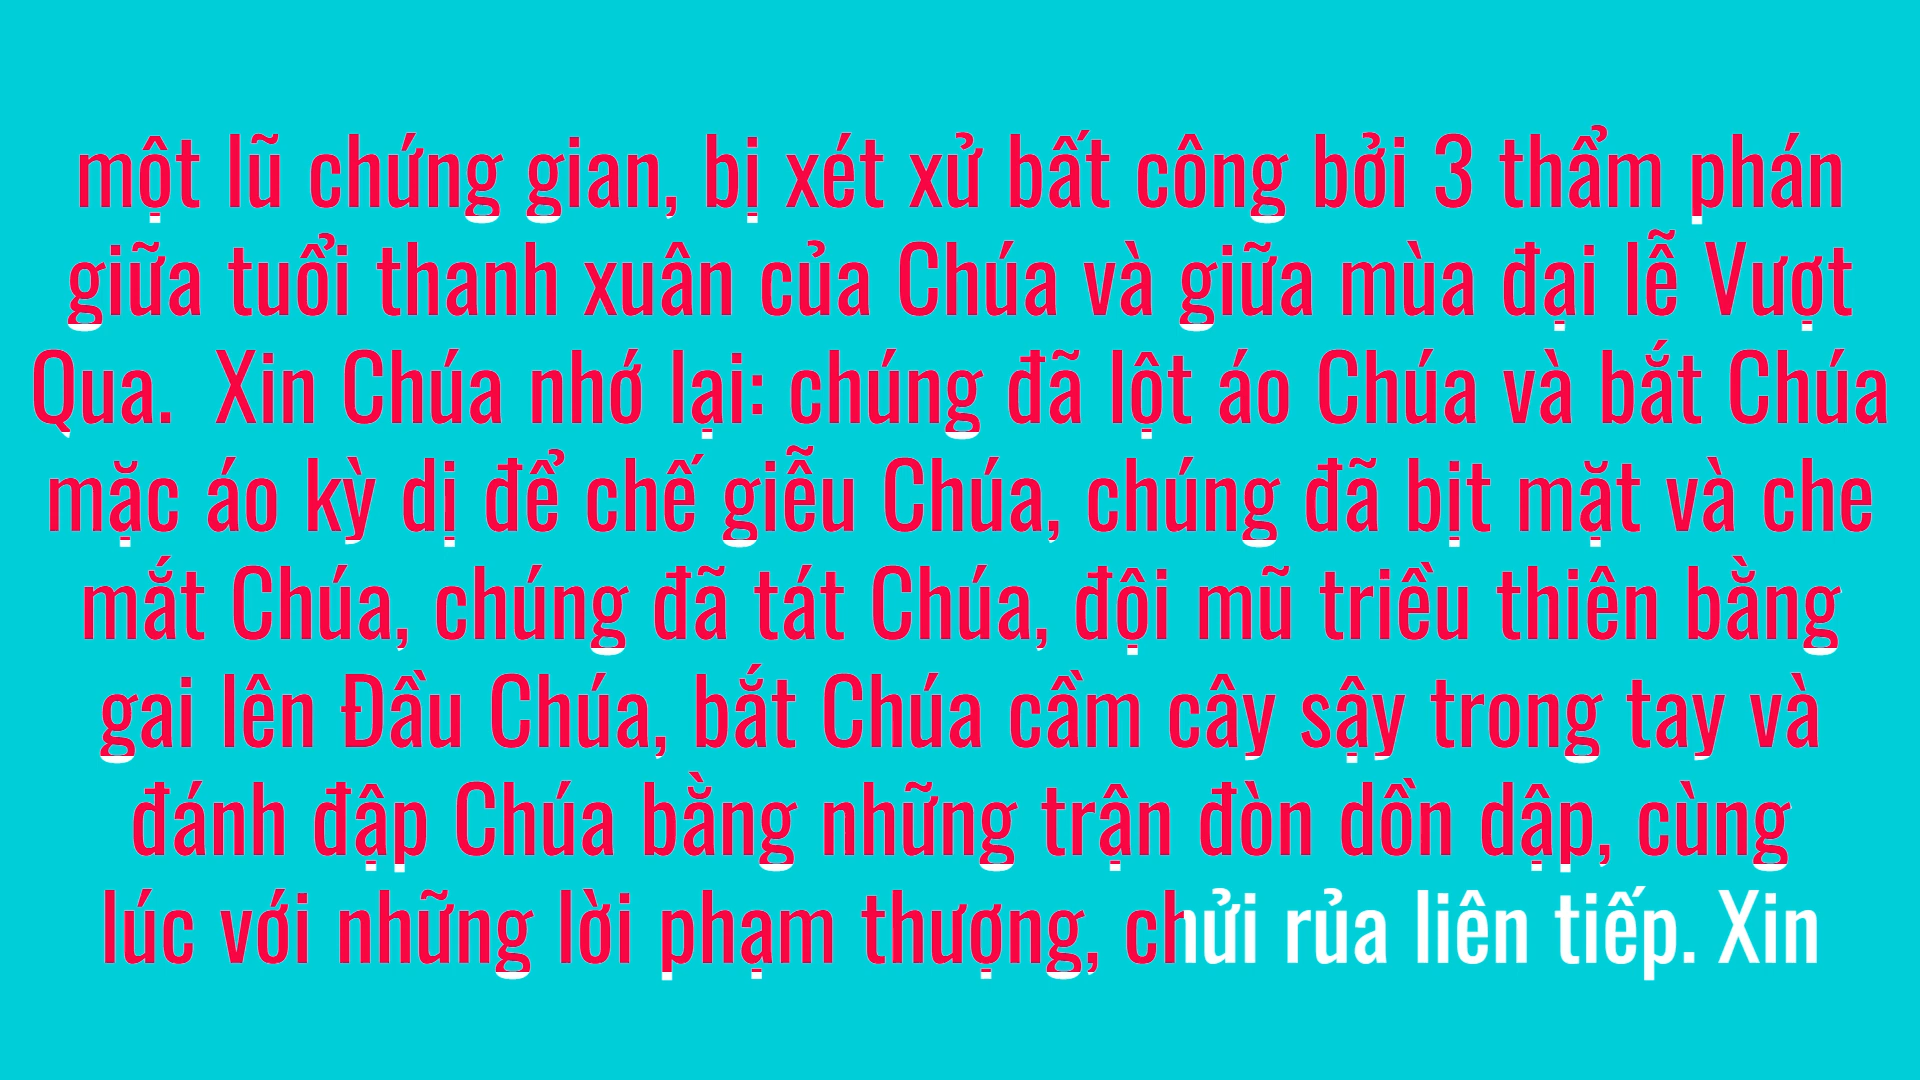 một lũ chứng gian, bị xét xử bất công bởi 3 thẩm phán
giữa tuổi thanh xuân của Chúa và giữa mùa đại lễ Vượt
Qua.  Xin Chúa nhớ lại: chúng đã lột áo Chúa và bắt Chúa
mặc áo kỳ dị để chế giễu Chúa, chúng đã bịt mặt và che
mắt Chúa, chúng đã tát Chúa, đội mũ triều thiên bằng
gai lên Đầu Chúa, bắt Chúa cầm cây sậy trong tay và
đánh đập Chúa bằng những trận đòn dồn dập, cùng
lúc với những lời phạm thượng, chửi rủa liên tiếp. Xin